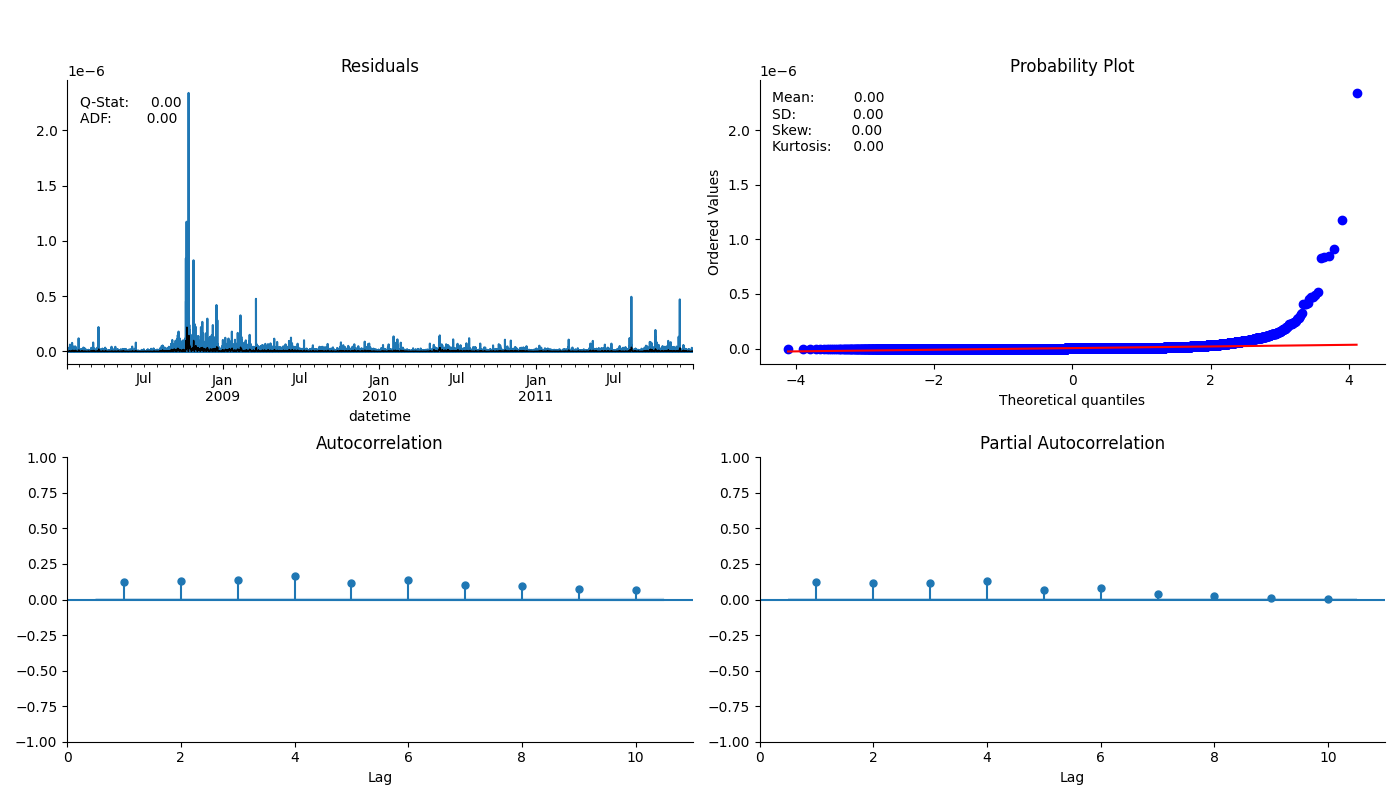 Residuals
1e−6
Q-Stat: 0.00
ADF: 0.00
2.0
1.5
1.0
0.5
0.0
Jul Jan Jul Jan Jul Jan Jul
2009 2010 2011
datetime
Probability Plot
1e−6
Mean: 0.00
SD: 0.00
Skew: 0.00
Kurtosis: 0.00
Ordered Values
2.0
1.5
1.0
0.5
0.0
−4 −2 0 2 4
Theoretical quantiles
Autocorrelation
1.00
0.75
0.50
0.25
0.00
−0.25
−0.50
−0.75
−1.00
0 2 4 6 8 10
Lag
Partial Autocorrelation
1.00
0.75
0.50
0.25
0.00
−0.25
−0.50
−0.75
−1.00
0 2 4 6 8 10
Lag